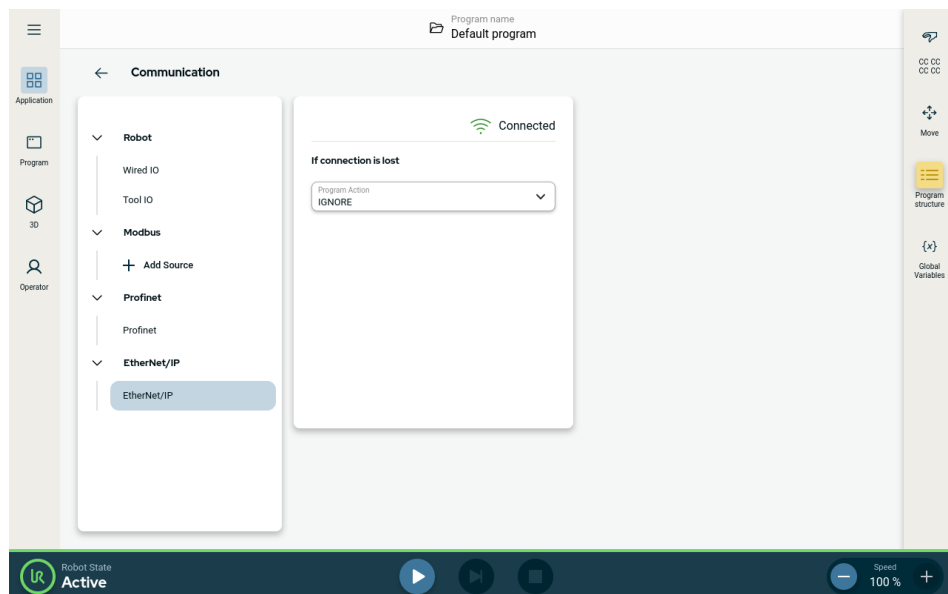 Program name
Default program
Application
Program
3D
Operator
Communication
Robot
Wired IO
Tool IO
Modbus
Add Source
Profinet
Profinet
EtherNet/IP
EtherNet/IP
Connected
If connection is lost
Program Action
IGNORE
CC CC
CC CC
Move
Program
structure
{x}
Global
Variables
Robot State
Active
Speed
100 %